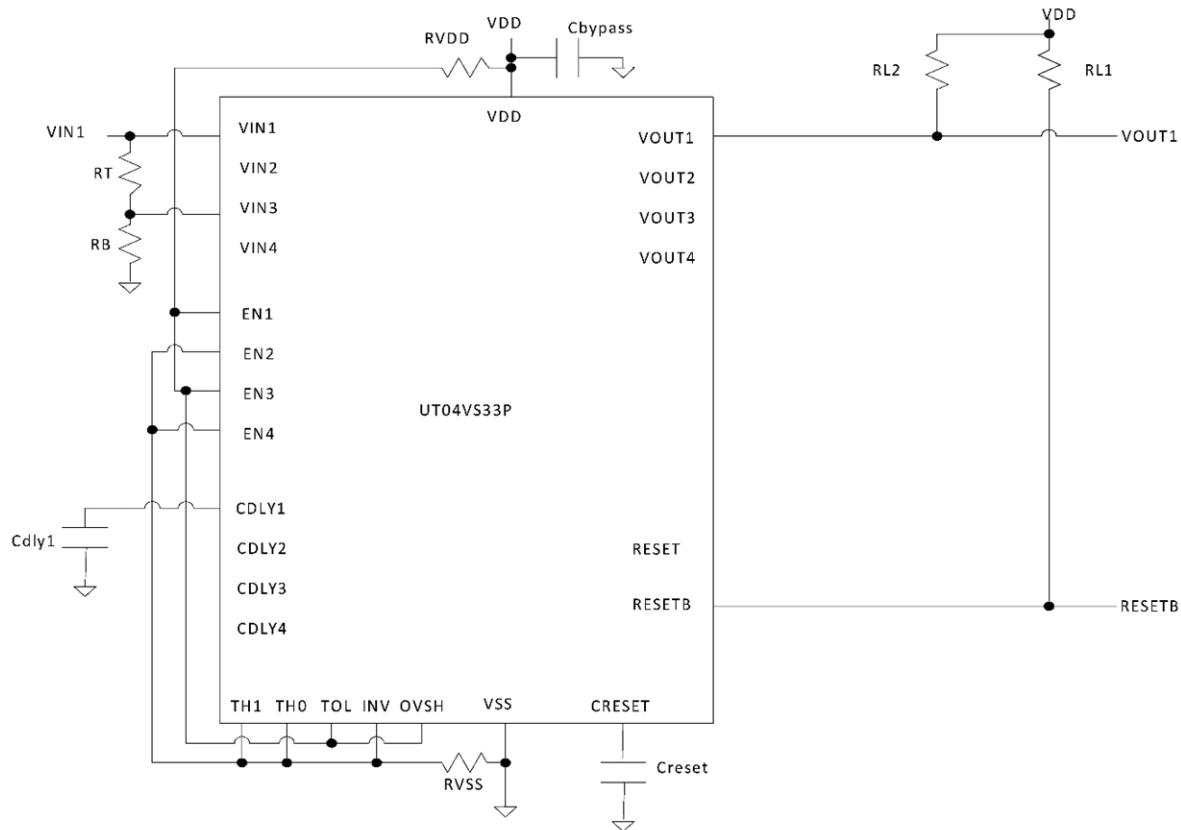 VDD
Cbypass
VDD
RVDD
RL2
RL1
VDD
VIN1
VIN1
VOUT1
VOUT1
RT
VIN2
VOUT2
VIN3
VOUT3
RB
VIN4
VOUT4
EN1
EN2
EN3
UT04VS33P
EN4
CDLY1
Cdly1
CDLY2
RESET
CDLY3
RESETB
RESETB
CDLY4
TH1 TH0 TOL INV OVSH
VSS
CRESET
RVSS
Creset